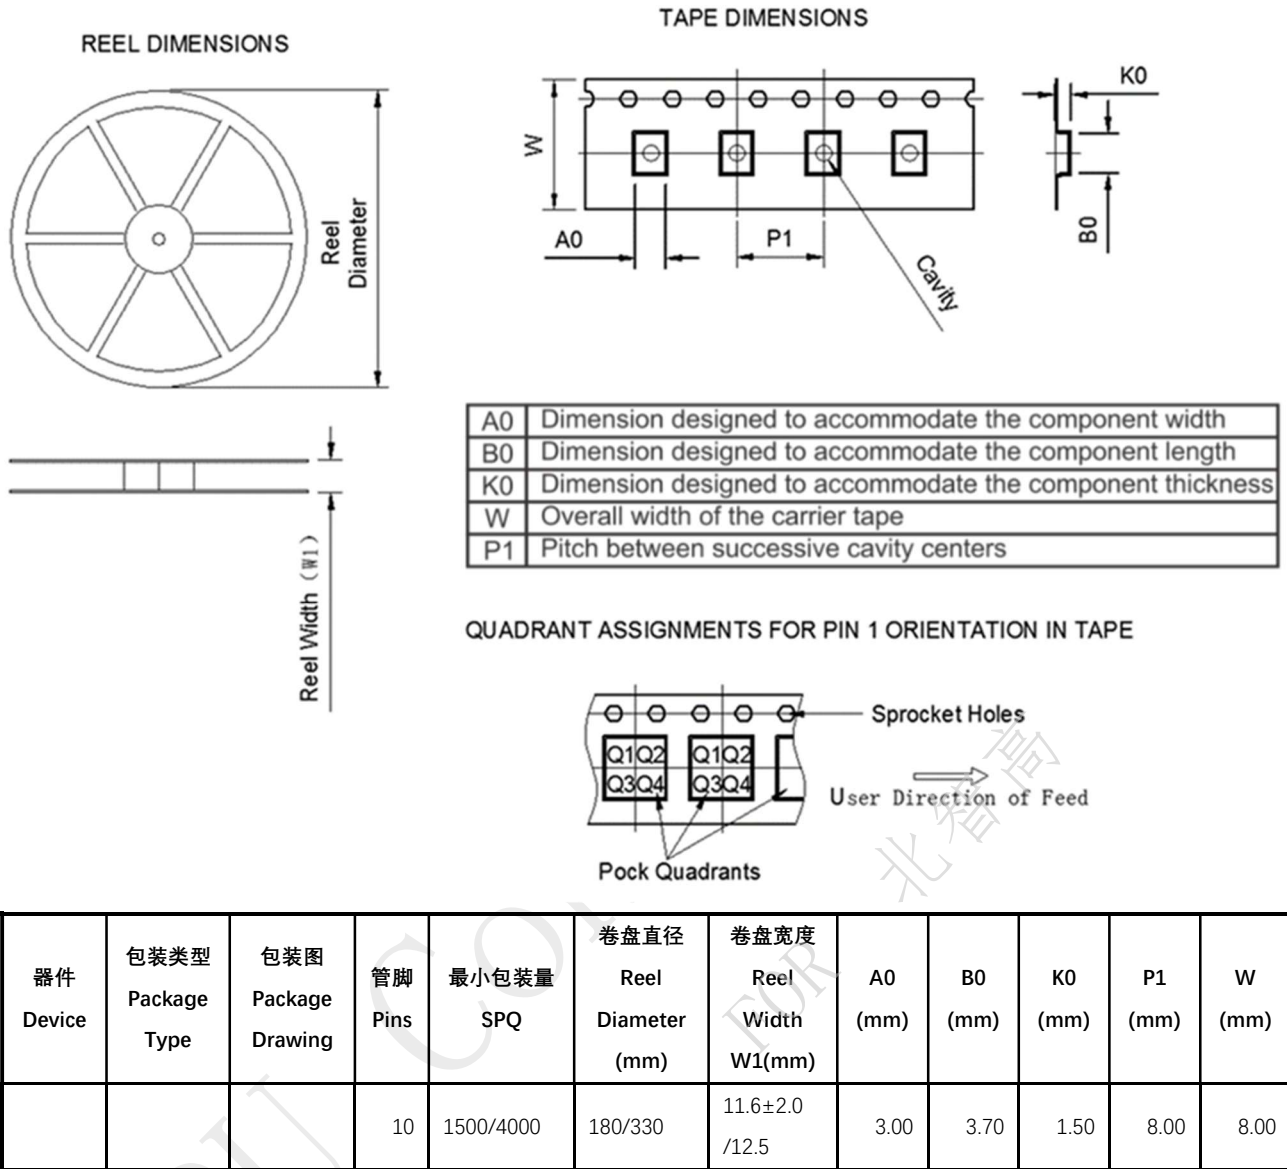 REEL DIMENSIONS
TAPE DIMENSIONS
Reel
Diameter
Reel Width (W1)
W
A0
P1
Cavity
K0
B0
A0 Dimension designed to accommodate the component width
B0 Dimension designed to accommodate the component length
K0 Dimension designed to accommodate the component thickness
W Overall width of the carrier tape
P1 Pitch between successive cavity centers
QUADRANT ASSIGNMENTS FOR PIN 1 ORIENTATION IN TAPE
Sprocket Holes
Q1 Q2 Q1 Q2
Q3 Q4 Q3 Q4
User Direction of Feed
Pock Quadrants
器件
Device
包装类型
Package
Type
包装图
Package
Drawing
管脚
Pins
最小包装量
SPQ
卷盘直径
Reel
Diameter
(mm)
卷盘宽度
Reel
Width
W1(mm)
A0
(mm)
B0
(mm)
K0
(mm)
P1
(mm)
W
(mm)
10 1500/4000 180/330 11.6±2.0
/12.5 3.00 3.70 1.50 8.00 8.00
FOR 北智高